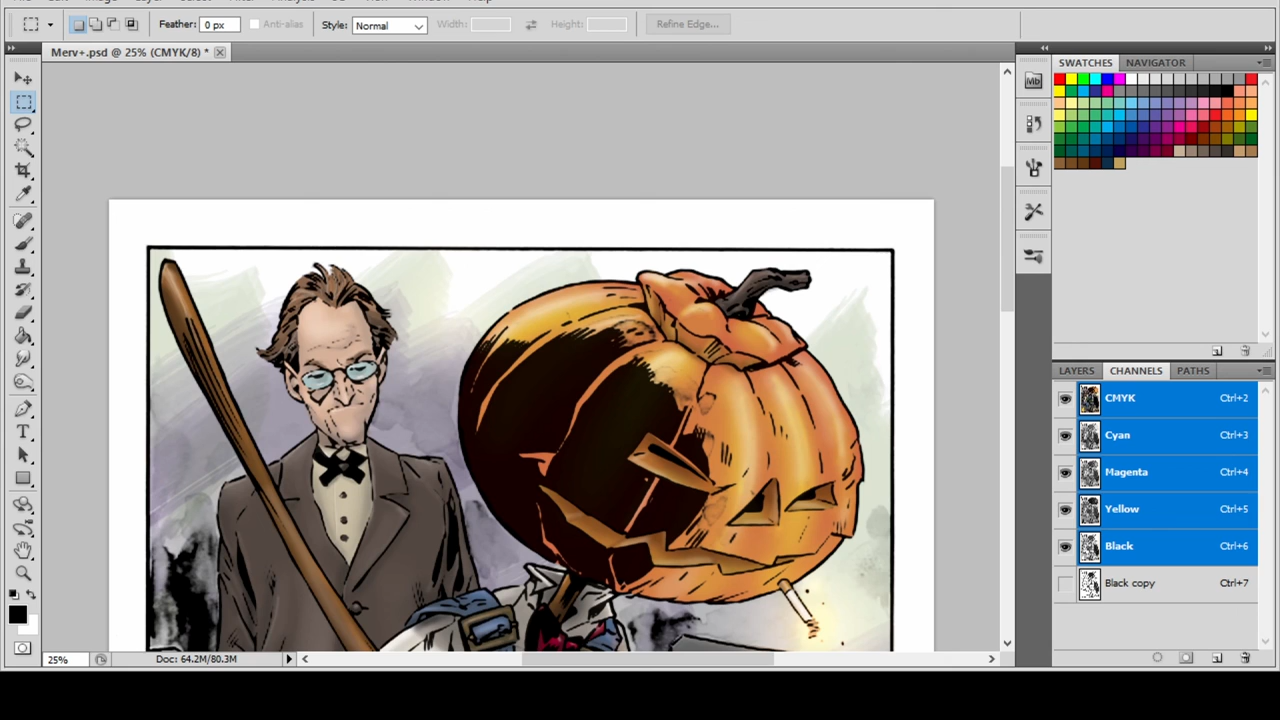 Feather: 0 px Anti-alias Style: Normal Width: Height: Refine Edge...
Merv+.psd @ 25% (CMYK/8) *
Mb
SWATCHES NAVIGATOR
LAYERS CHANNELS PATHS
CMYK Ctrl+2
Cyan Ctrl+3
Magenta Ctrl+4
Yellow Ctrl+5
Black Ctrl+6
Black copy Ctrl+7
T
25% Doc: 64.2M/80.3M